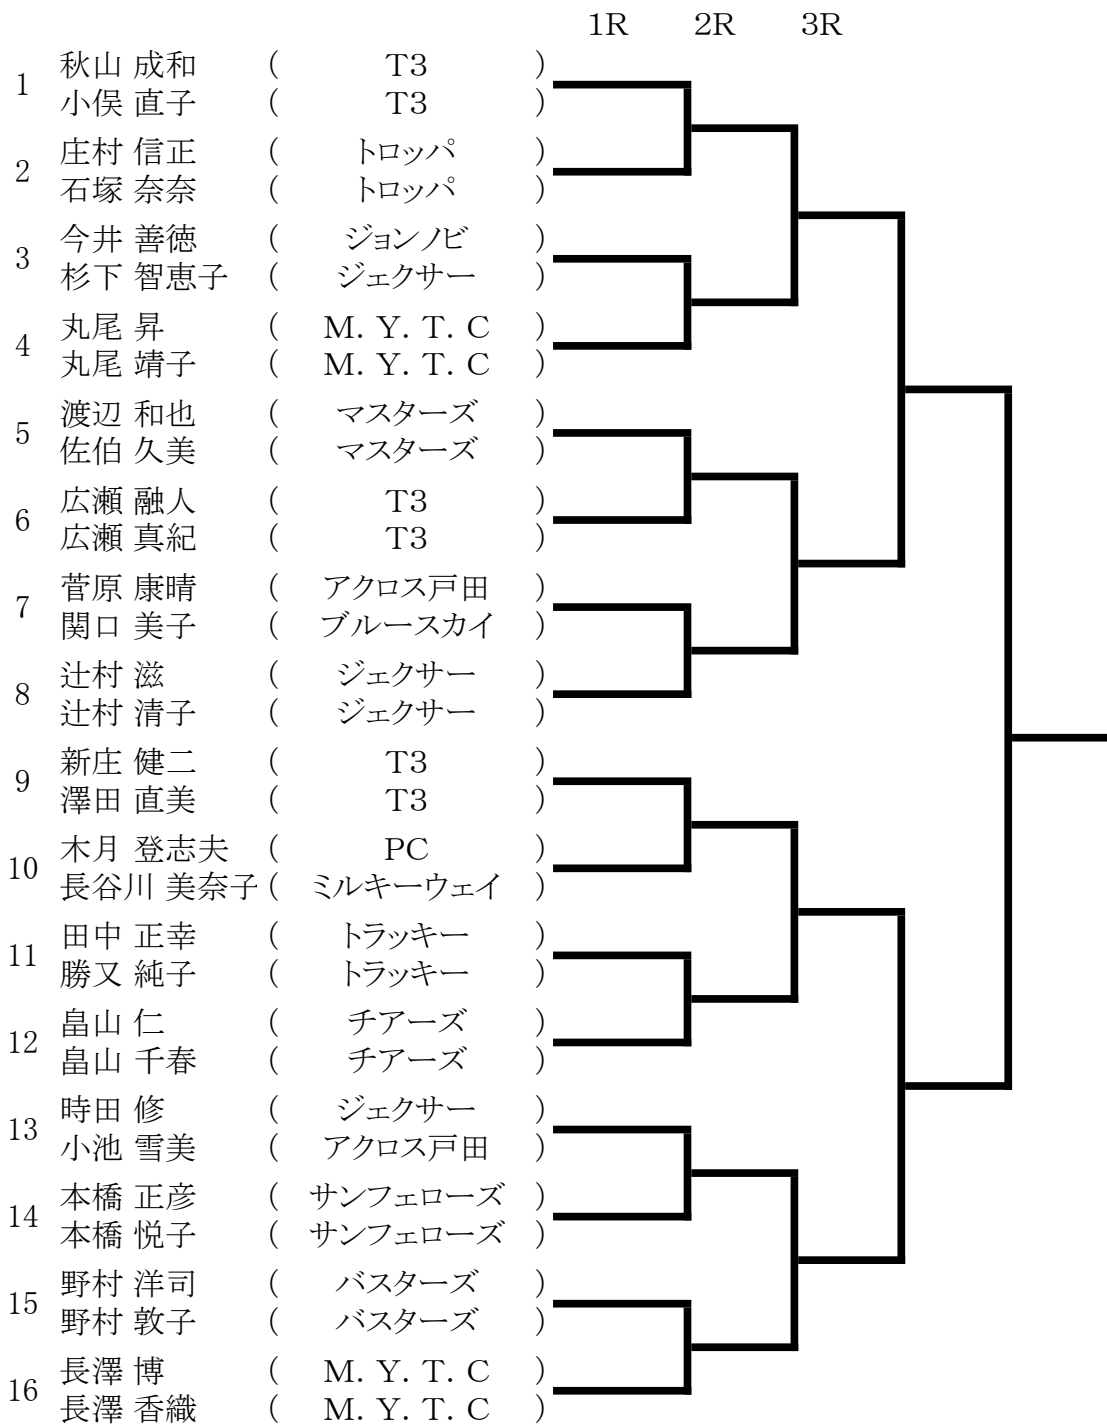 1R 2R 3R
秋山 成和 ( T3 )
1
小俣 直子 ( T3 )
庄村 信正 ( トロッパ )
2
石塚 奈奈 ( トロッパ )
今井 善徳 ( ジョンノビ )
3
杉下 智恵子 ( ジェクサー )
丸尾 昇 ( M. Y. T. C )
4
丸尾 靖子 ( M. Y. T. C )
渡辺 和也 ( マスターズ )
5
佐伯 久美 ( マスターズ )
広瀬 融人 ( T3 )
6
広瀬 真紀 ( T3 )
菅原 康晴 ( アクロス戸田 )
7
関口 美子 ( ブルースカイ )
辻村 滋 ( ジェクサー )
8
辻村 清子 ( ジェクサー )
新庄 健二 ( T3 )
9
澤田 直美 ( T3 )
木月 登志夫 ( PC )
10
長谷川 美奈子 ( ミルキーウェイ )
田中 正幸 ( トラッキー )
11
勝又 純子 ( トラッキー )
畠山 仁 ( チアーズ )
12
畠山 千春 ( チアーズ )
時田 修 ( ジェクサー )
13
小池 雪美 ( アクロス戸田 )
本橋 正彦 ( サンフェローズ )
14
本橋 悦子 ( サンフェローズ )
野村 洋司 ( バスターズ )
15
野村 敦子 ( バスターズ )
長澤 博 ( M. Y. T. C )
16
長澤 香織 ( M. Y. T. C )